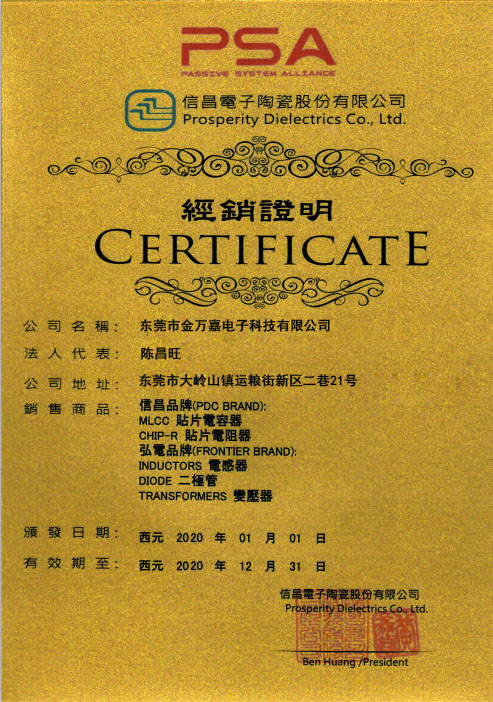 PSA
PASSIVE SYSTEM ALLIANCE
信昌電子陶瓷股份有限公司
Prosperity Dielectrics Co., Ltd.
經銷證明
CERTIFICATE
公司名稱: 东莞市金万嘉电子科技有限公司
法人代表: 陈昌旺
公司地址: 东莞市大岭山镇运粮街新区二巷21号
銷售商品: 信昌品牌(PDC BRAND):
MLCC 貼片電容器
CHIP-R 貼片電阻器
弘電品牌(FRONTIER BRAND):
INDUCTORS 電感器
DIODE 二極管
TRANSFORMERS 變壓器
頒發日期: 西元 2020 年 01 月 01 日
有效期至: 西元 2020 年 12 月 31 日
信昌電子陶瓷股份有限公司
Prosperity Dielectrics Co., Ltd.
Ben Huang /President